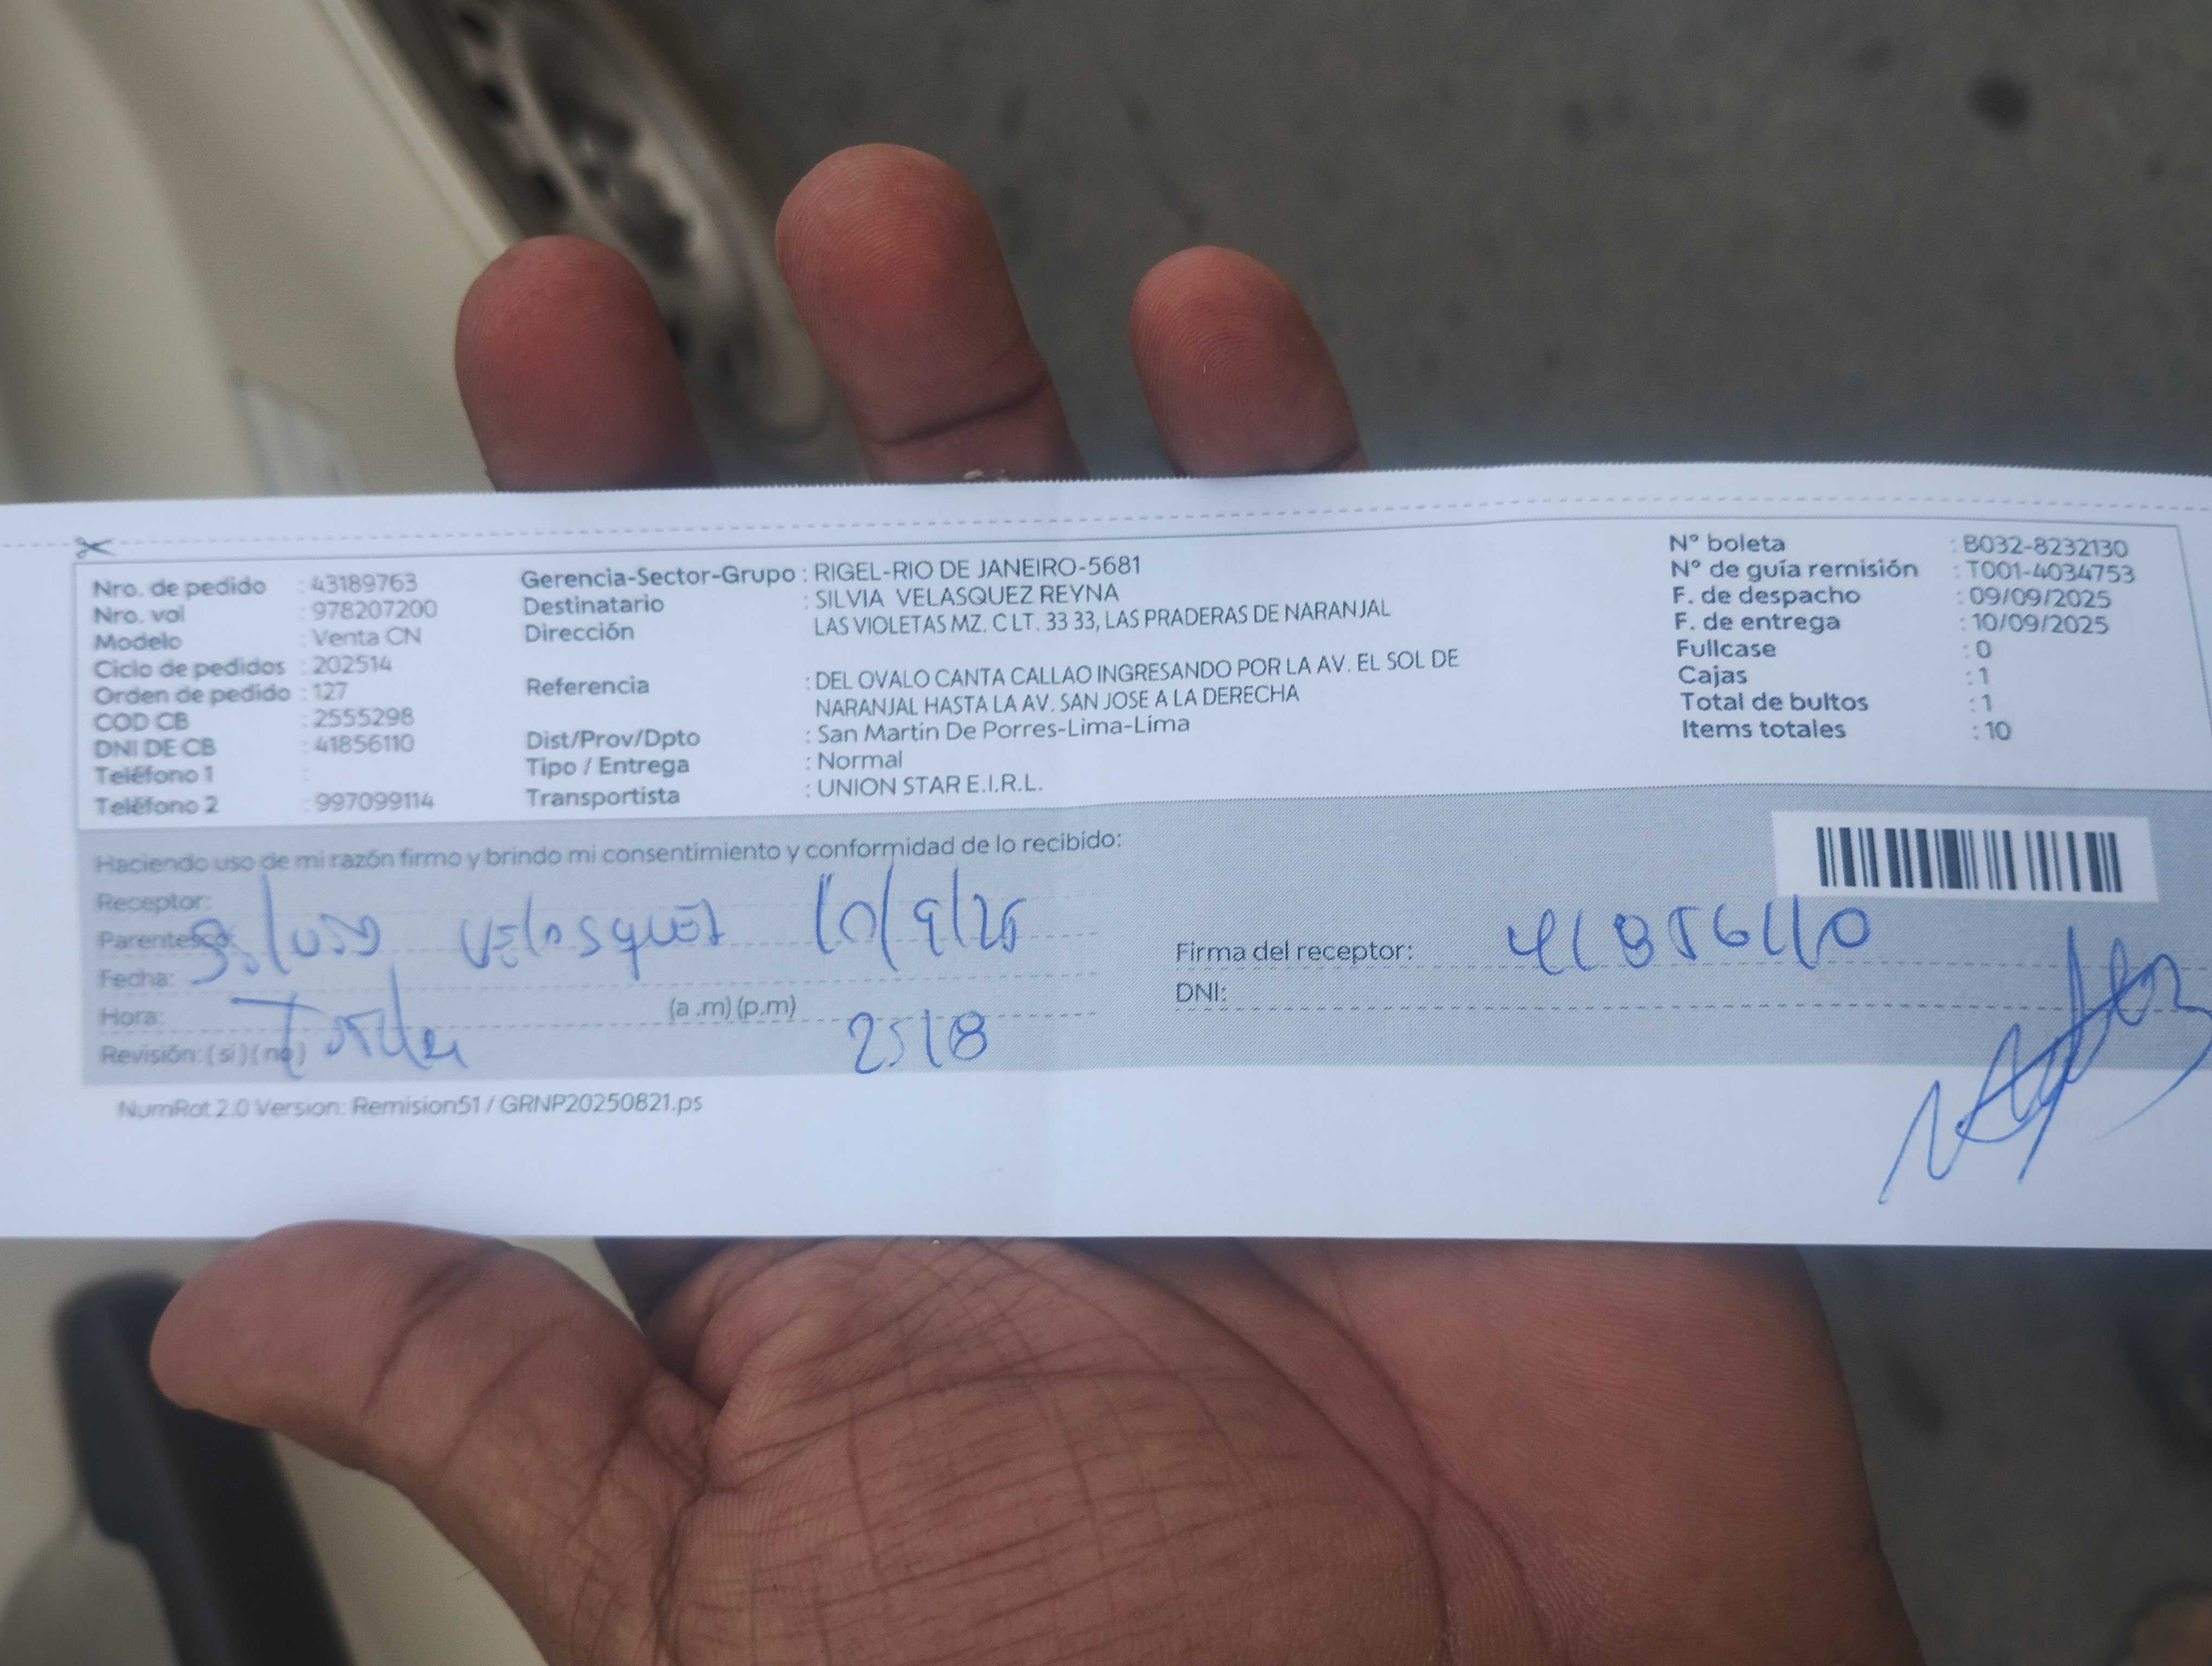 Nro. de pedido : 43189763
Nro. vol : 978207200
Modelo : Venta CN
Ciclo de pedidos : 202514
Orden de pedido : 127
COD CB : 2555298
DNI DE CB : 41856110
Teléfono 1 :
Teléfono 2 : 997099114
Gerencia-Sector-Grupo : RIGEL-RIO DE JANEIRO-5681
Destinatario : SILVIA VELASQUEZ REYNA
Dirección LAS VIOLETAS MZ. C LT. 33 33, LAS PRADERAS DE NARANJAL
Referencia : DEL OVALO CANTA CALLAO INGRESANDO POR LA AV. EL SOL DE
NARANJAL HASTA LA AV. SAN JOSE A LA DERECHA
Dist/Prov/Dpto : San Martín De Porres-Lima-Lima
Tipo / Entrega : Normal
Transportista : UNION STAR E.I.R.L.
N° boleta : B032-8232130
N° de guía remisión : T001-4034753
F. de despacho : 09/09/2025
F. de entrega : 10/09/2025
Fullcase : 0
Cajas : 1
Total de bultos : 1
Items totales : 10
Haciendo uso de mi razón firmo y brindo mi consentimiento y conformidad de lo recibido:
Receptor:
Parentesco: Velasquez 10/9/25
Fecha:
Hora: (a .m) (p.m)
Revisión: ( si ) ( no )
Firma del receptor: 41856110
DNI:
NumRot 2.0 Version: Remision51 / GRNP20250821.ps